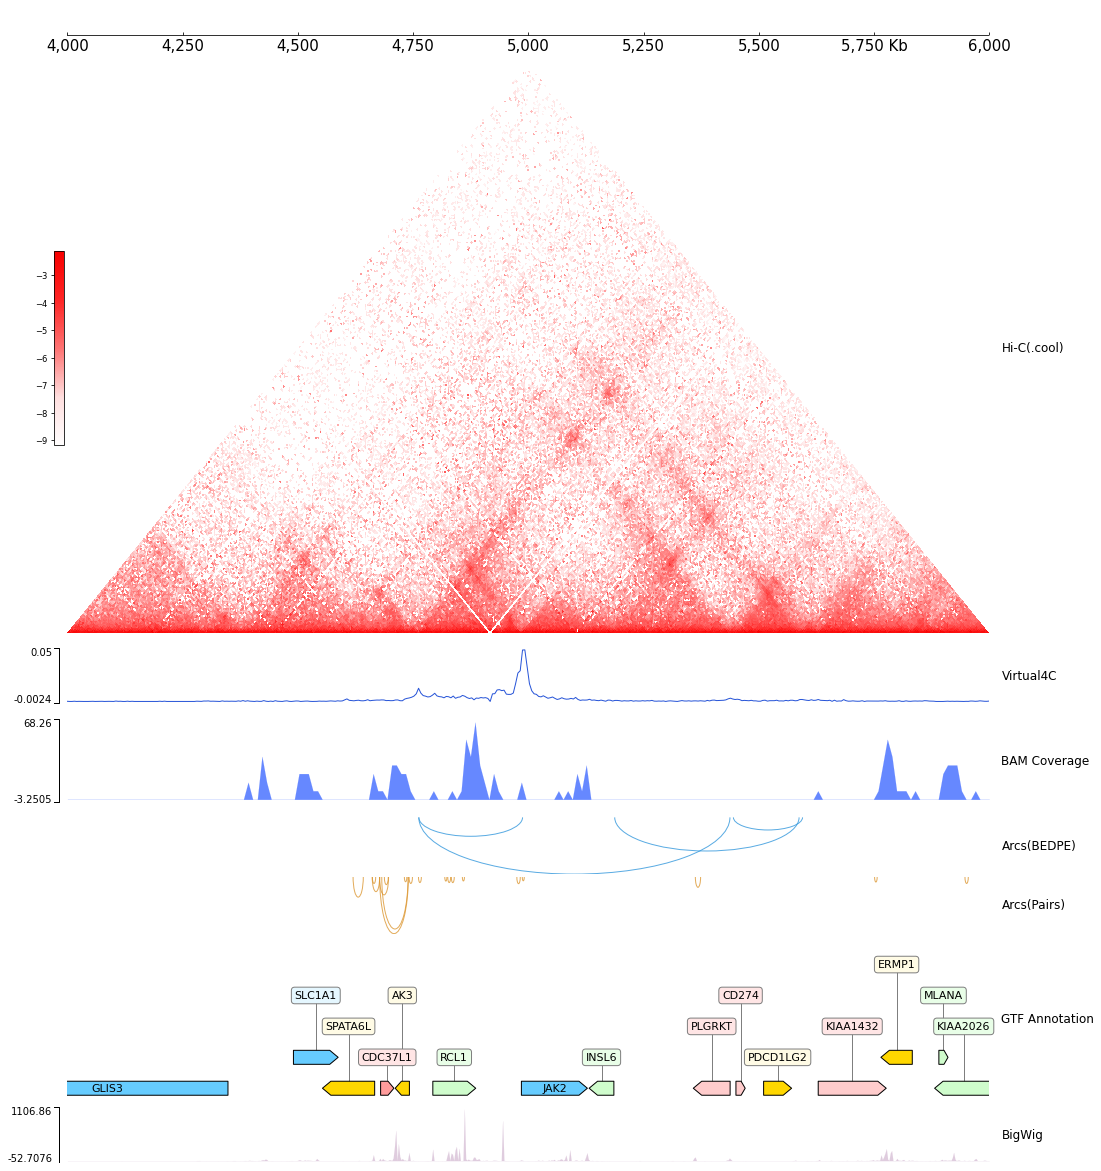 4,000 4,250 4,500 4,750 5,000 5,250 5,500 5,750 Kb 6,000
−3
−4
−5
−6
−7
−8
−9
Hi-C(.cool)
0.05
-0.0024
Virtual4C
68.26
-3.2505
BAM Coverage
Arcs(BEDPE)
Arcs(Pairs)
ERMP1
SLC1A1 AK3 CD274 MLANA
SPATA6L PLGRKT KIAA1432 KIAA2026
GTF Annotation
CDC37L1 RCL1 INSL6 PDCD1LG2
GLIS3 JAK2
1106.86
-52.7076
BigWig